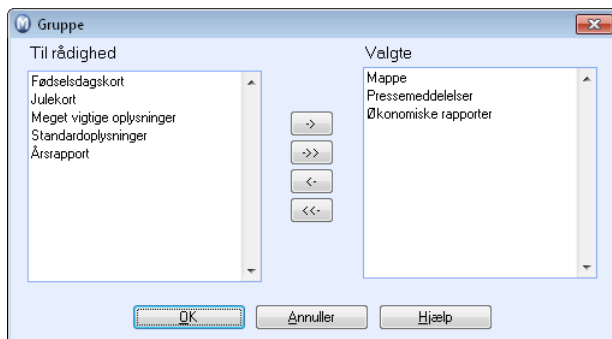 Gruppe
Til rådighed
Fødselsdagskort
Julekort
Meget vigtige oplysninger
Standardoplysninger
Årsrapport
->
->>
<-
<<-
Valgte
Mappe
Pressemeddelelser
Økonomiske rapporter
OK
Annuller
Hjælp